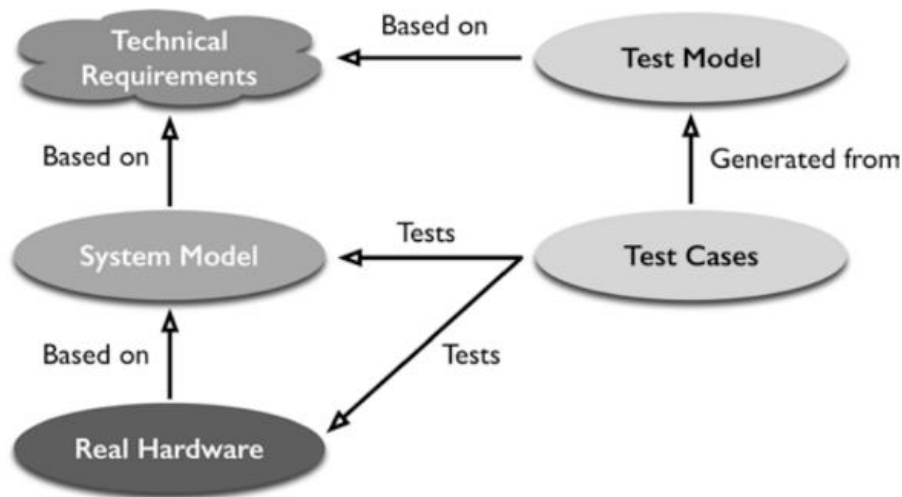 Technical
Requirements
Based on
Test Model
Based on
Generated from
System Model
Tests
Test Cases
Based on
Tests
Real Hardware